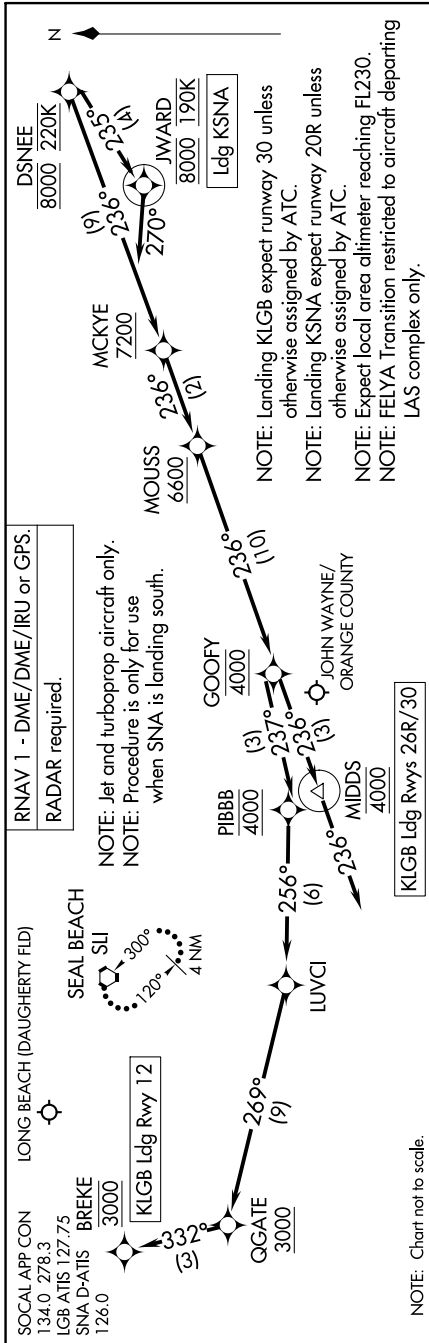 SOCAL APP CON
134.0 278.3
LGB ATIS 127.75
SNA D-ATIS
126.0
LONG BEACH (DAUGHERTY FLD)
RNAV 1 - DME/DME/IRU or GPS.
RADAR required.
NOTE: Jet and turboprop aircraft only.
NOTE: Procedure is only for use
when SNA is landing south.
SEAL BEACH
SLI
300°
120°
4 NM
N
DSNEE
8000 220K
235°
(4)
JWARD
8000 190K
Ldg KSNA
270°
(9)
236°
MCKYE
7200
236°
(2)
MOUSS
6600
236°
(10)
GOOFY
4000
(3)
237°
236°
(3)
JOHN WAYNE/
ORANGE COUNTY
PIBBB
4000
MIDDS
4000
236°
KLGB Ldg Rwys 26R/30
256°
(6)
LUVCI
269°
(9)
QGATE
3000
332°
(3)
BREKE
3000
KLGB Ldg Rwy 12
NOTE: Landing KLGB expect runway 30 unless
otherwise assigned by ATC.
NOTE: Landing KSNA expect runway 20R unless
otherwise assigned by ATC.
NOTE: Expect local area altimeter reaching FL230.
NOTE: FELYA Transition restricted to aircraft departing
LAS complex only.
NOTE: Chart not to scale.